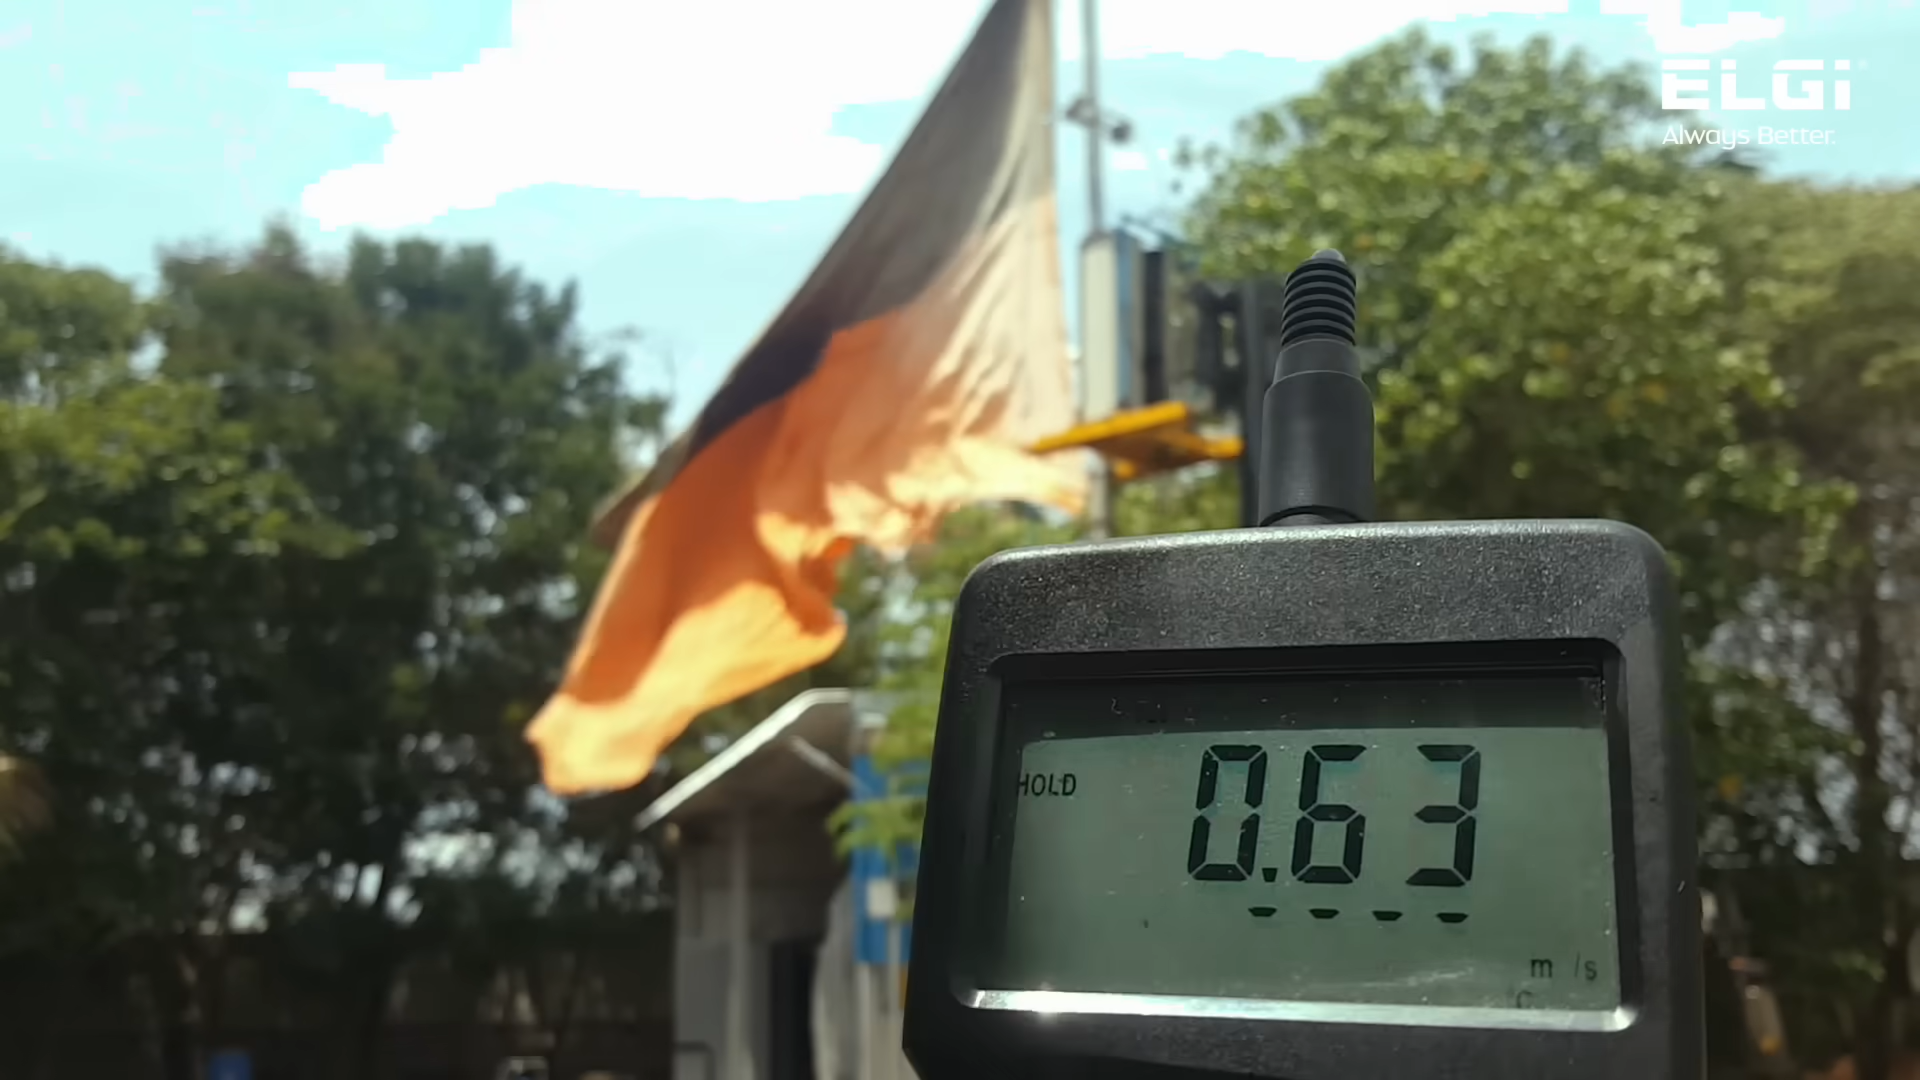 ELGi
Always Better.
HOLD
0.63
- - - -
m /s
°C